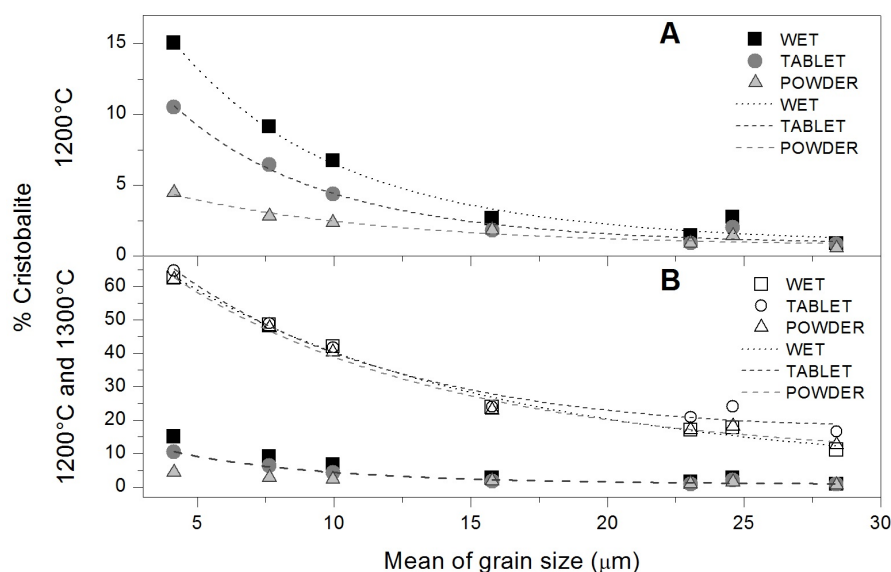 A
WET
TABLET
POWDER
WET
TABLET
POWDER
15
10
5
0
1200°C
% Cristobalite
B
WET
TABLET
POWDER
WET
TABLET
POWDER
60
50
40
30
20
10
0
1200°C and 1300°C
5
10
15
20
25
30
Mean of grain size (μm)